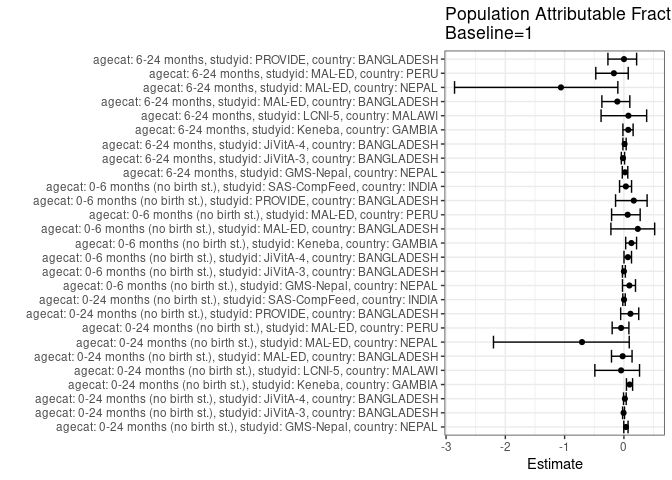 Population Attributable Fract
Baseline=1
agecat: 6-24 months, studyid: PROVIDE, country: BANGLADESH
agecat: 6-24 months, studyid: MAL-ED, country: PERU
agecat: 6-24 months, studyid: MAL-ED, country: NEPAL
agecat: 6-24 months, studyid: MAL-ED, country: BANGLADESH
agecat: 6-24 months, studyid: LCNI-5, country: MALAWI
agecat: 6-24 months, studyid: Keneba, country: GAMBIA
agecat: 6-24 months, studyid: JiVitA-4, country: BANGLADESH
agecat: 6-24 months, studyid: JiVitA-3, country: BANGLADESH
agecat: 6-24 months, studyid: GMS-Nepal, country: NEPAL
agecat: 0-6 months (no birth st.), studyid: SAS-CompFeed, country: INDIA
agecat: 0-6 months (no birth st.), studyid: PROVIDE, country: BANGLADESH
agecat: 0-6 months (no birth st.), studyid: MAL-ED, country: PERU
agecat: 0-6 months (no birth st.), studyid: MAL-ED, country: BANGLADESH
agecat: 0-6 months (no birth st.), studyid: Keneba, country: GAMBIA
agecat: 0-6 months (no birth st.), studyid: JiVitA-4, country: BANGLADESH
agecat: 0-6 months (no birth st.), studyid: JiVitA-3, country: BANGLADESH
agecat: 0-6 months (no birth st.), studyid: GMS-Nepal, country: NEPAL
agecat: 0-24 months (no birth st.), studyid: SAS-CompFeed, country: INDIA
agecat: 0-24 months (no birth st.), studyid: PROVIDE, country: BANGLADESH
agecat: 0-24 months (no birth st.), studyid: MAL-ED, country: PERU
agecat: 0-24 months (no birth st.), studyid: MAL-ED, country: NEPAL
agecat: 0-24 months (no birth st.), studyid: MAL-ED, country: BANGLADESH
agecat: 0-24 months (no birth st.), studyid: LCNI-5, country: MALAWI
agecat: 0-24 months (no birth st.), studyid: Keneba, country: GAMBIA
agecat: 0-24 months (no birth st.), studyid: JiVitA-4, country: BANGLADESH
agecat: 0-24 months (no birth st.), studyid: JiVitA-3, country: BANGLADESH
agecat: 0-24 months (no birth st.), studyid: GMS-Nepal, country: NEPAL
-3 -2 -1 0
Estimate